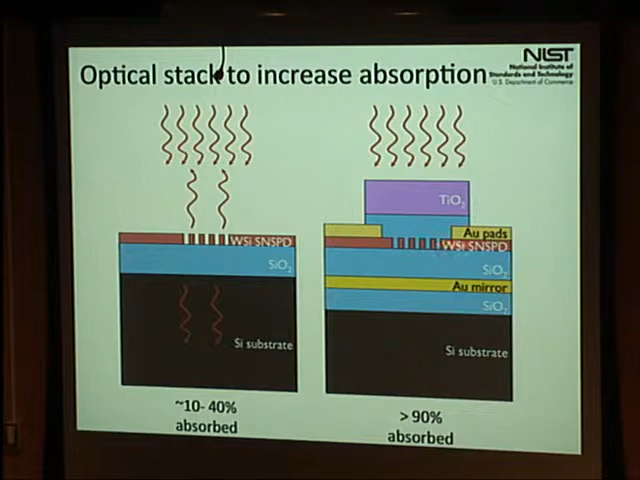 Optical stack to increase absorption
NIST
National Institute of
Standards and Technology
U.S. Department of Commerce
WSi SNSPD
SiO2
Si substrate
~10-40%
absorbed
TiO2
Au pads
WSi SNSPD
SiO2
Au mirror
SiO2
Si substrate
> 90%
absorbed